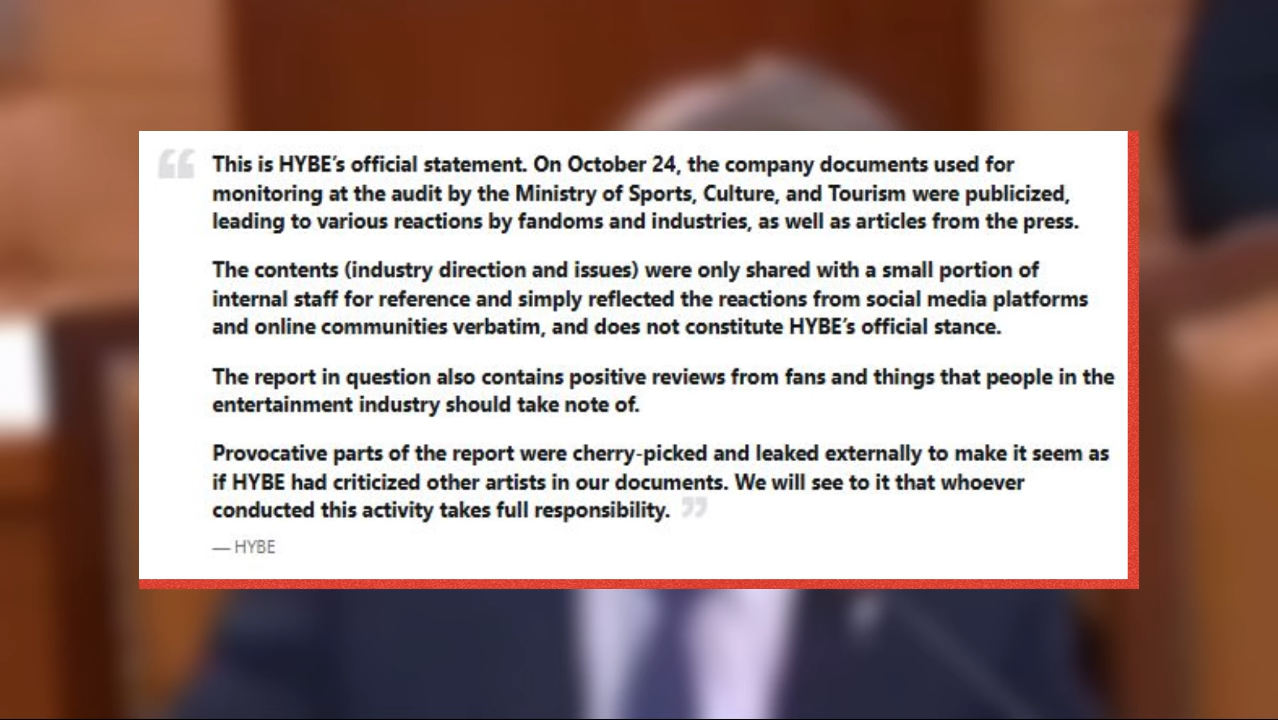 This is HYBE's official statement. On October 24, the company documents used for
monitoring at the audit by the Ministry of Sports, Culture, and Tourism were publicized,
leading to various reactions by fandoms and industries, as well as articles from the press.
The contents (industry direction and issues) were only shared with a small portion of
internal staff for reference and simply reflected the reactions from social media platforms
and online communities verbatim, and does not constitute HYBE's official stance.
The report in question also contains positive reviews from fans and things that people in the
entertainment industry should take note of.
Provocative parts of the report were cherry-picked and leaked externally to make it seem as
if HYBE had criticized other artists in our documents. We will see to it that whoever
conducted this activity takes full responsibility.
— HYBE